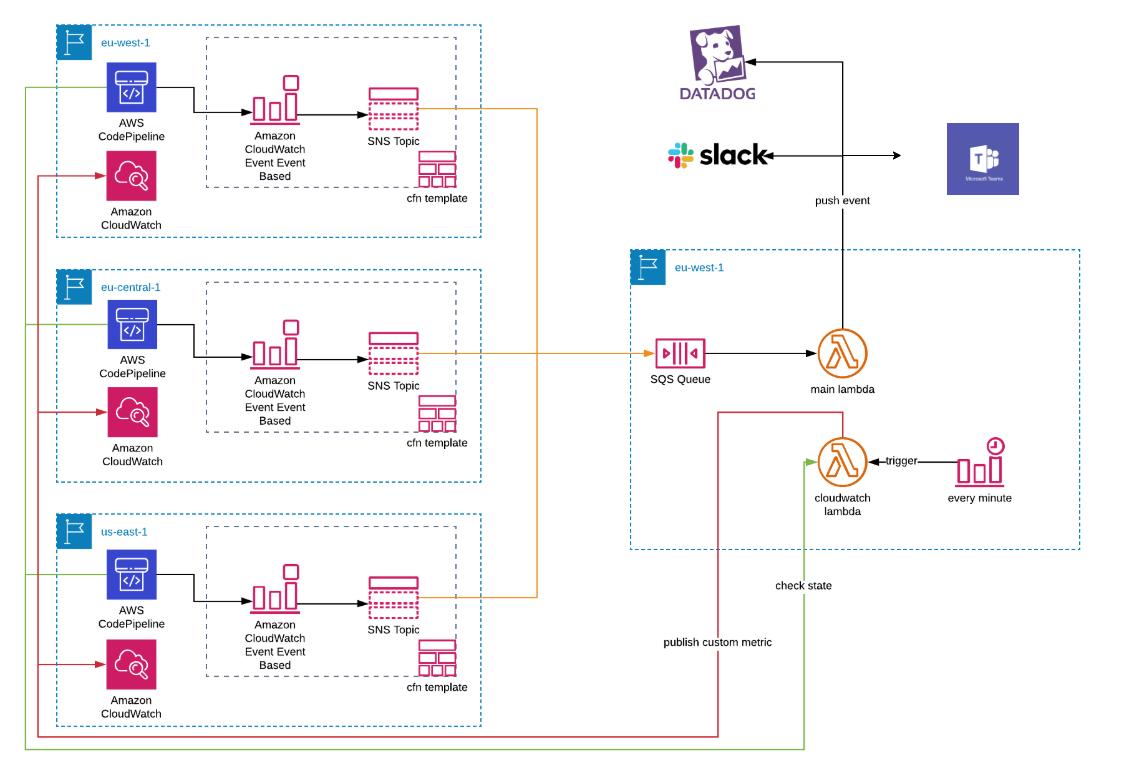 eu-west-1
AWS
CodePipeline
Amazon
CloudWatch
Event Event
Based
SNS Topic
cfn template
Amazon
CloudWatch
eu-central-1
AWS
CodePipeline
Amazon
CloudWatch
Event Event
Based
SNS Topic
cfn template
Amazon
CloudWatch
us-east-1
AWS
CodePipeline
Amazon
CloudWatch
Event Event
Based
SNS Topic
cfn template
Amazon
CloudWatch
DATADOG
slack
T
Microsoft Teams
push event
eu-west-1
SQS Queue
main lambda
trigger
cloudwatch
lambda
every minute
check state
publish custom metric